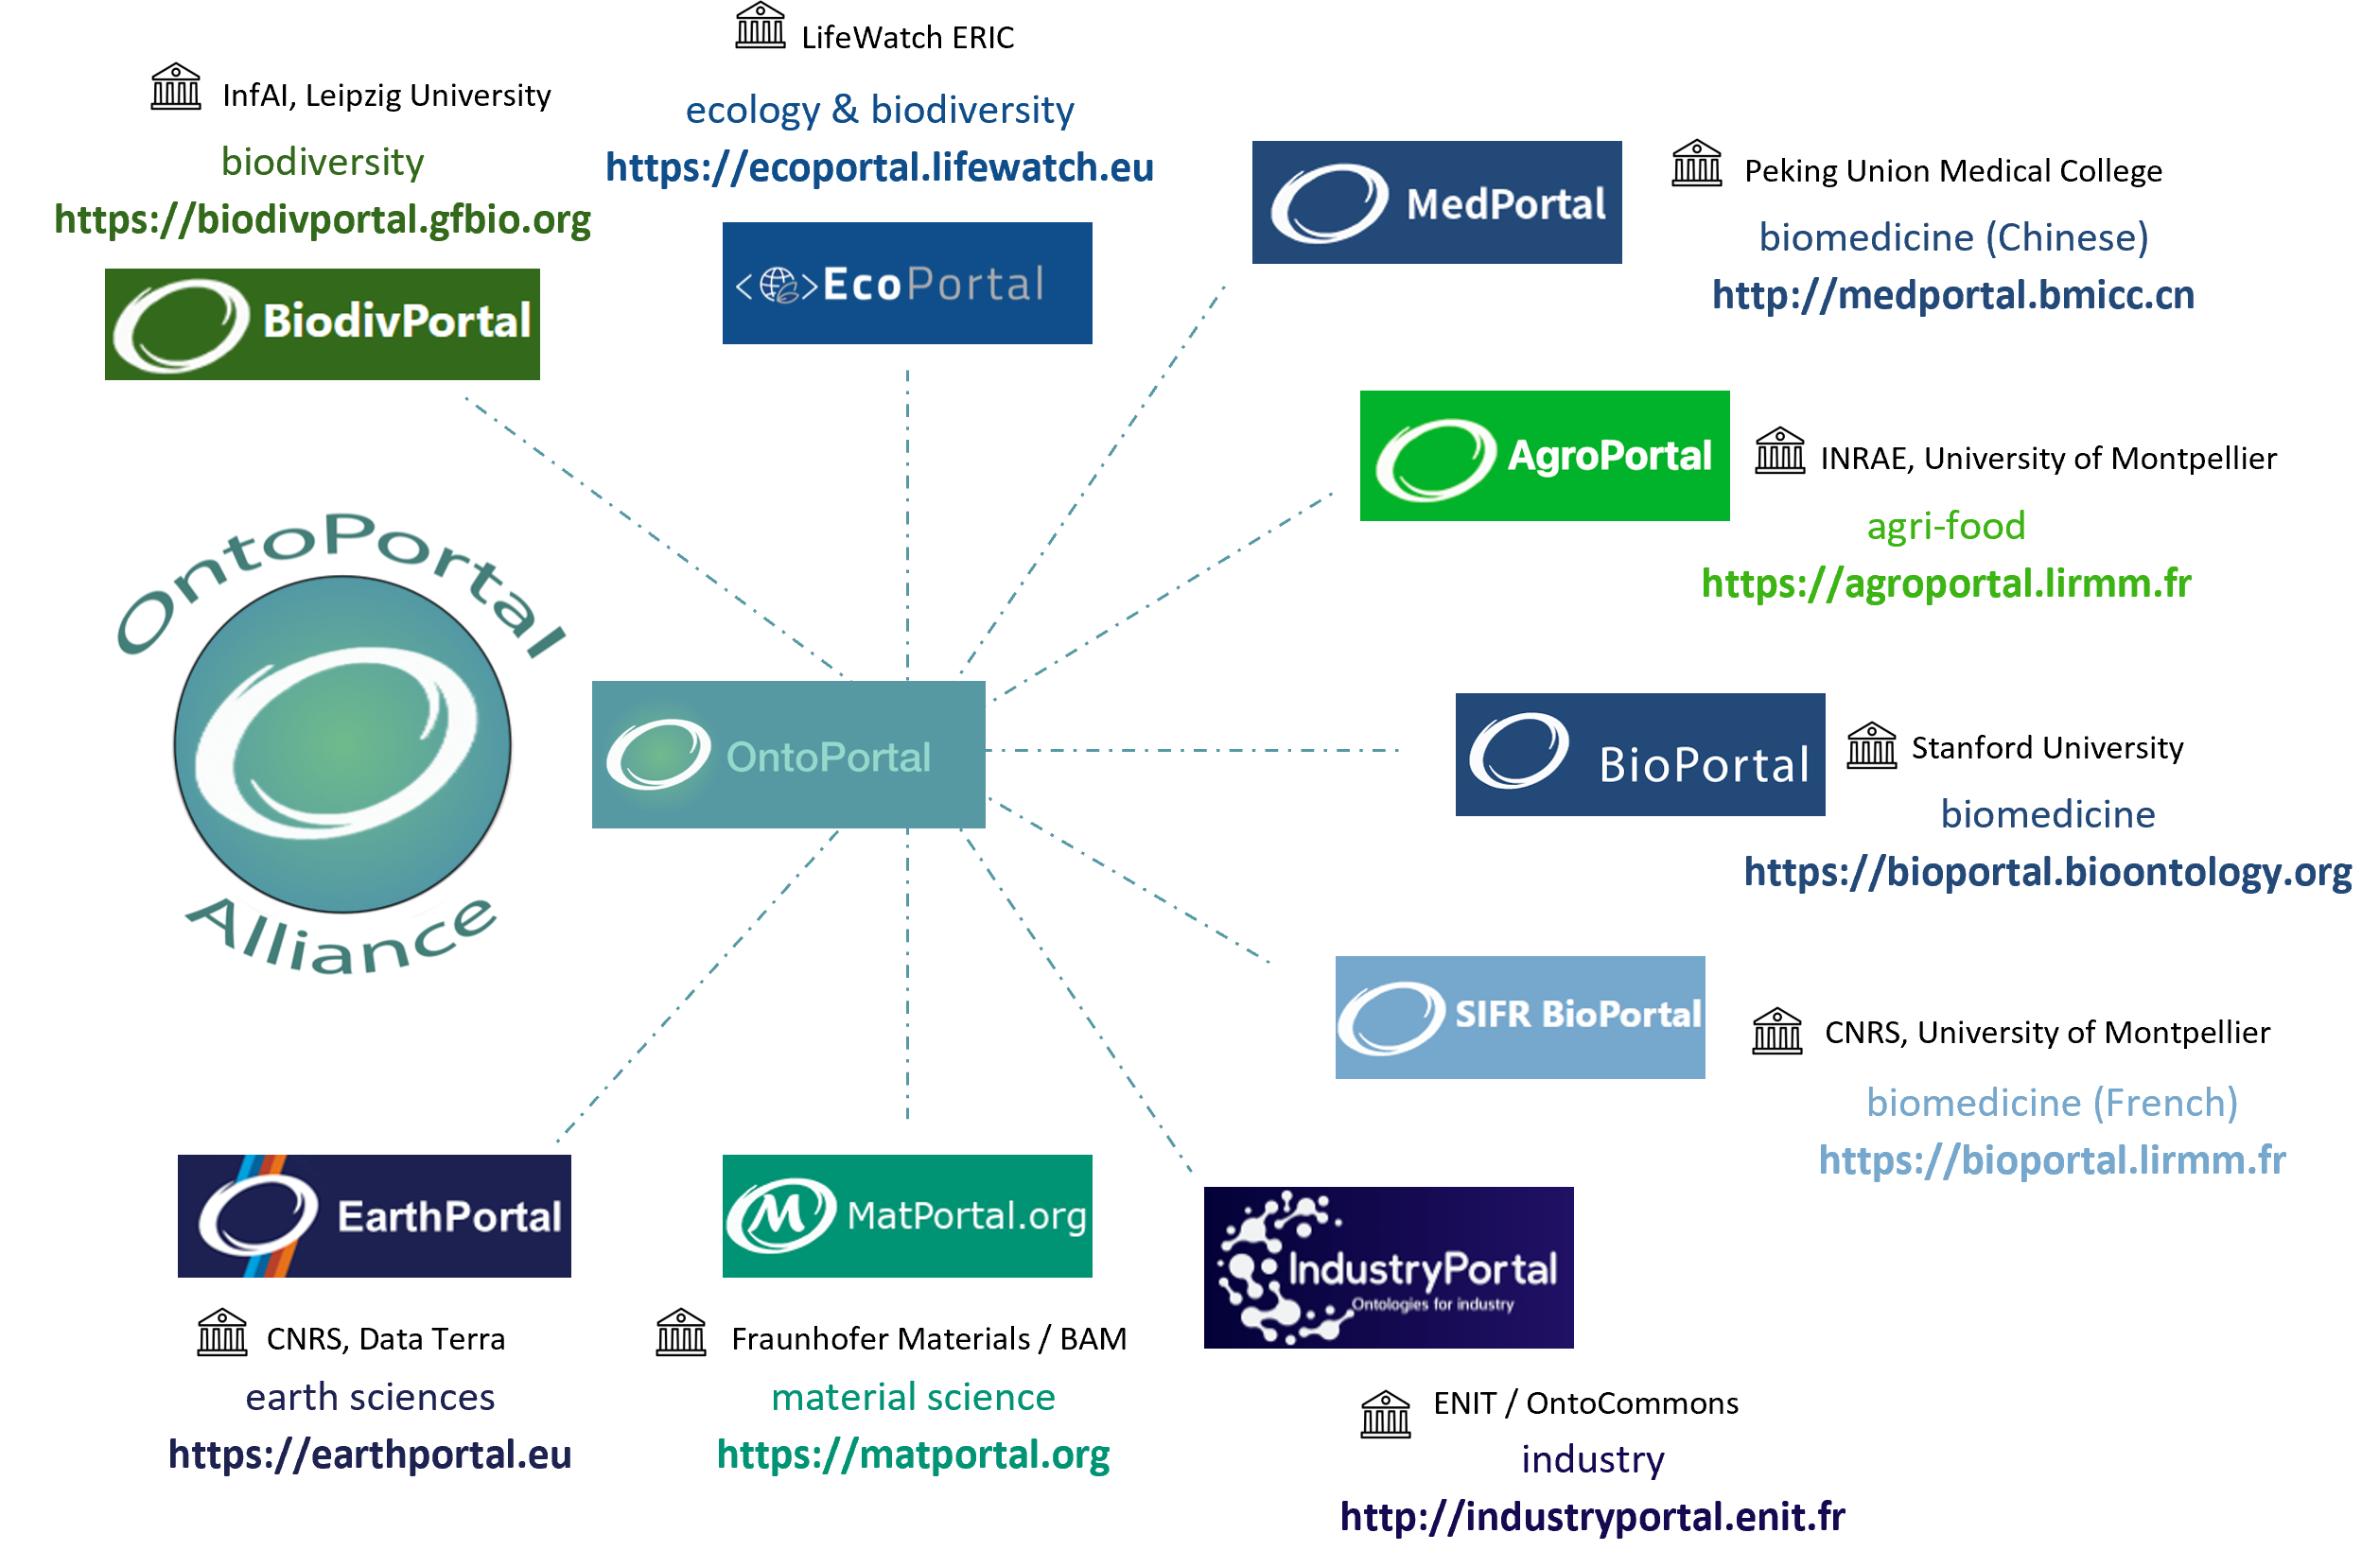 LifeWatch ERIC
ecology & biodiversity
https://ecoportal.lifewatch.eu
<🌐>EcoPortal
InfAI, Leipzig University
biodiversity
https://biodivportal.gfbio.org
BiodivPortal
MedPortal
Peking Union Medical College
biomedicine (Chinese)
http://medportal.bmicc.cn
AgroPortal
INRAE, University of Montpellier
agri-food
https://agroportal.lirmm.fr
OntoPortal
Alliance
OntoPortal
BioPortal
Stanford University
biomedicine
https://bioportal.bioontology.org
SIFR BioPortal
CNRS, University of Montpellier
biomedicine (French)
https://bioportal.lirmm.fr
EarthPortal
CNRS, Data Terra
earth sciences
https://earthportal.eu
M MatPortal.org
Fraunhofer Materials / BAM
material science
https://matportal.org
IndustryPortal
Ontologies for industry
ENIT / OntoCommons
industry
http://industryportal.enit.fr